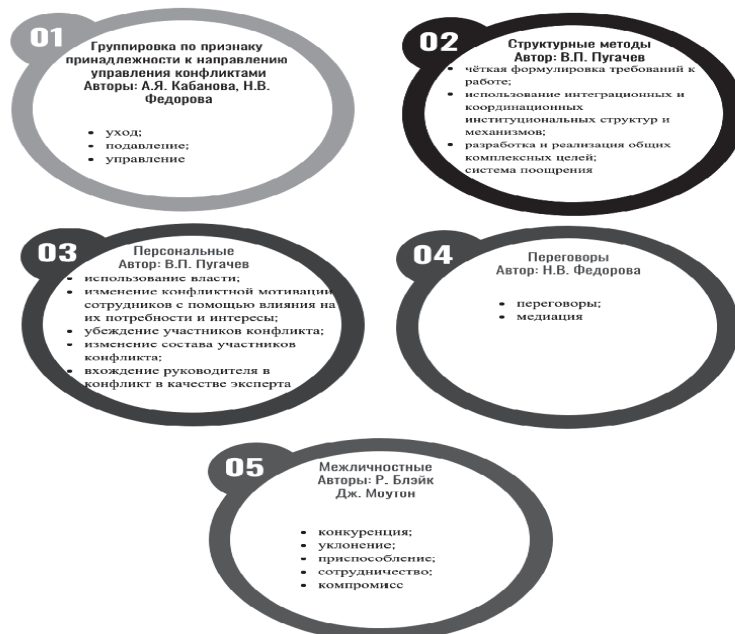 01
Группировка по признаку
принадлежности к направлению
управления конфликтами
Авторы: А.Я. Кабанова, Н.В.
Федорова
• уход;
• подавление;
• управление
02
Структурные методы
Автор: В.П. Пугачев
• чёткая формулировка требований к
работе;
• использование интеграционных и
координационных
институциональных структур и
механизмов;
• разработка и реализация общих
комплексных целей;
система поощрения
03
Персональные
Автор: В.П. Пугачев
• использование власти;
• изменение конфликтной мотивации
сотрудников с помощью влияния на
их потребности и интересы;
• убеждение участников конфликта;
• изменение состава участников
конфликта;
• вхождение руководителя в
конфликт в качестве эксперта
04
Переговоры
Автор: Н.В. Федорова
• переговоры;
• медиация
05
Межличностные
Авторы: Р. Блэйк
Дж. Моутон
• конкуренция;
• уклонение;
• приспособление;
• сотрудничество;
• компромисс